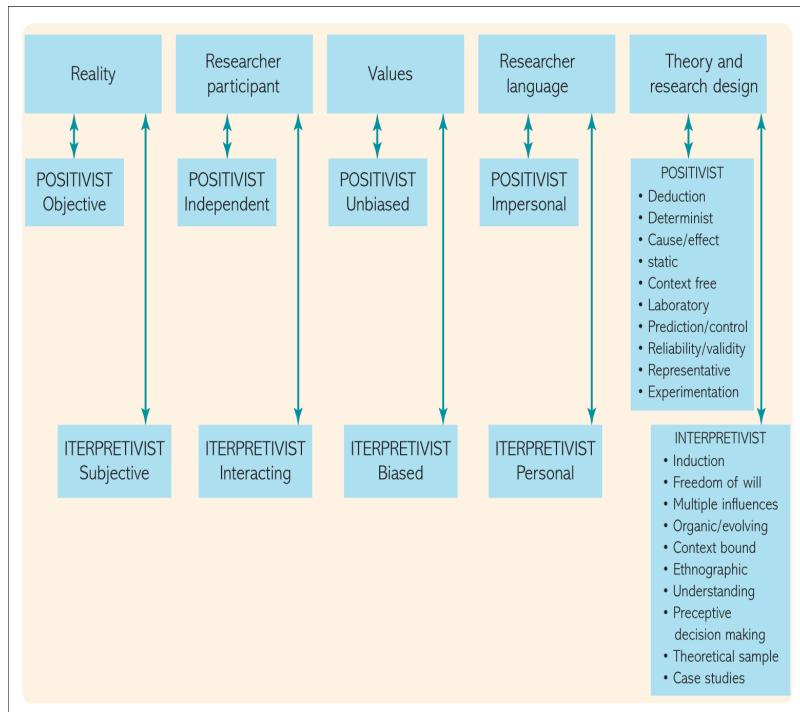 Reality
Researcher
participant
Values
Researcher
language
Theory and
research design
POSITIVIST
Objective
POSITIVIST
Independent
POSITIVIST
Unbiased
POSITIVIST
Impersonal
POSITIVIST
• Deduction
• Determinist
• Cause/effect
• static
• Context free
• Laboratory
• Prediction/control
• Reliability/validity
• Representative
• Experimentation
ITERPRETIVIST
Subjective
ITERPRETIVIST
Interacting
ITERPRETIVIST
Biased
ITERPRETIVIST
Personal
INTERPRETIVIST
• Induction
• Freedom of will
• Multiple influences
• Organic/evolving
• Context bound
• Ethnographic
• Understanding
• Preceptive
decision making
• Theoretical sample
• Case studies